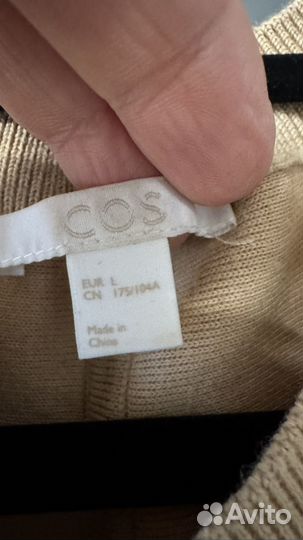 COS
EUR L
CN 175/104A
Made in
China
Avito